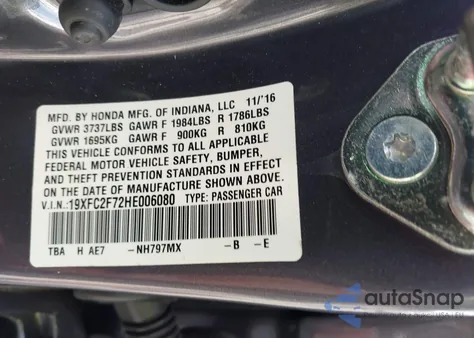 MFD. BY HONDA MFG. OF INDIANA, LLC 11/'16
GVWR 3737LBS GAWR F 1984LBS R 1786LBS
GVWR 1695KG GAWR F 900KG R 810KG
THIS VEHICLE CONFORMS TO ALL APPLICABLE
FEDERAL MOTOR VEHICLE SAFETY, BUMPER,
AND THEFT PREVENTION STANDARDS IN EFFECT
ON THE DATE OF MANUFACTURE SHOWN ABOVE.
V.I.N.:19XFC2F72HE006080 TYPE: PASSENGER CAR
TBA H AE7 -NH797MX -B -E
autoSnap